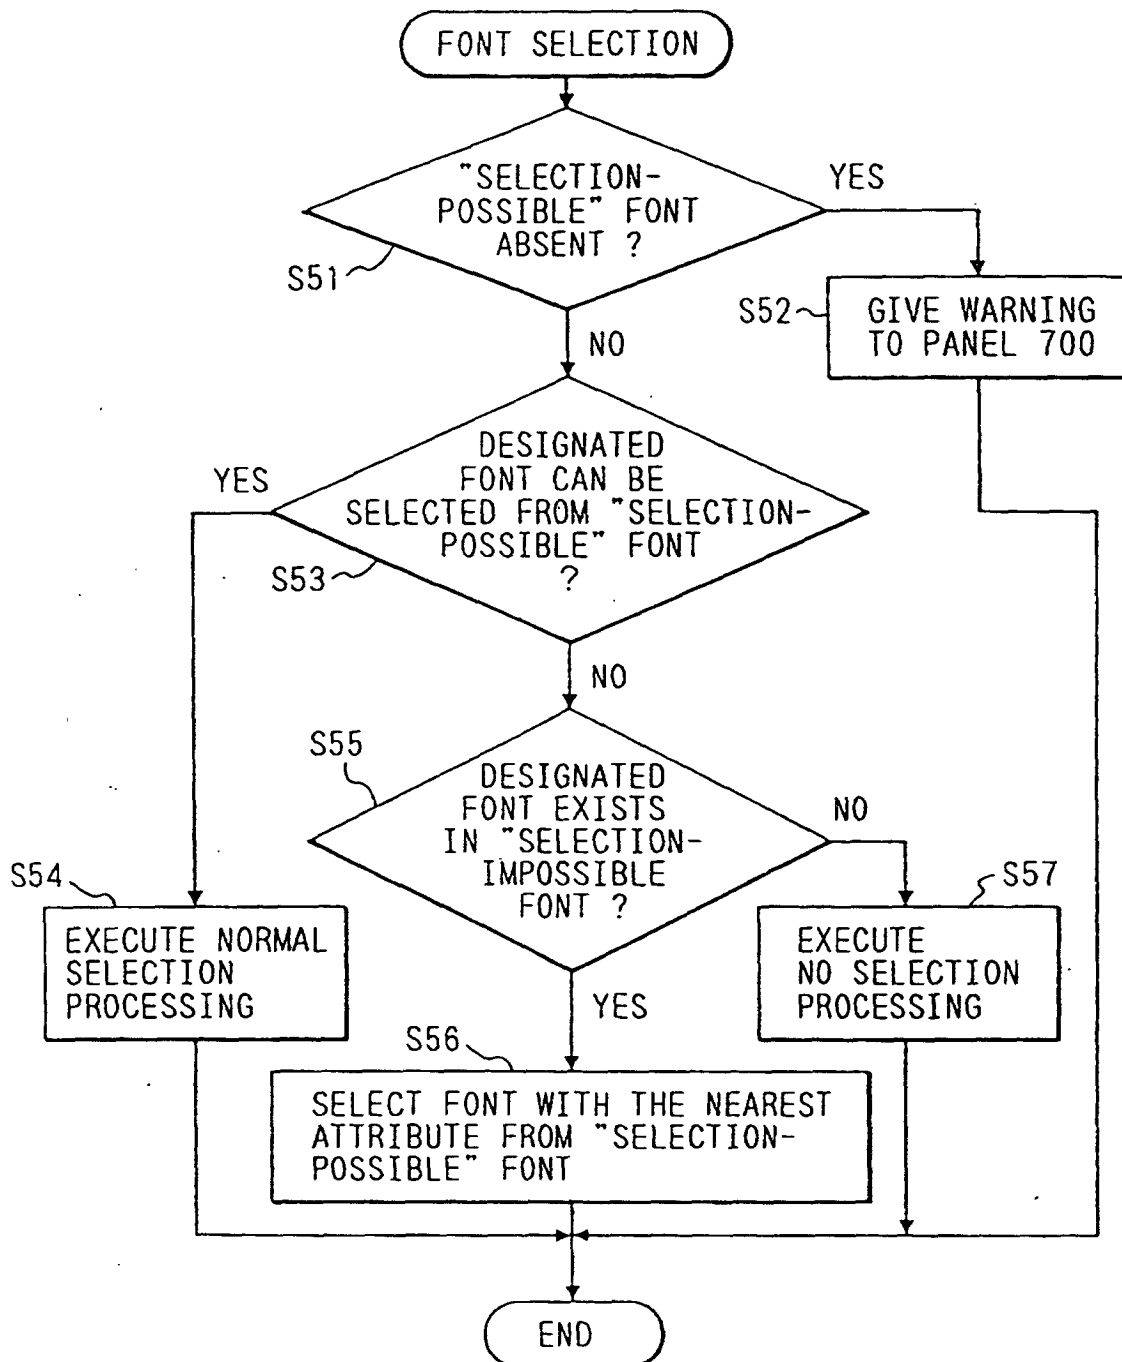 FONT SELECTION
"SELECTION-
POSSIBLE" FONT
ABSENT ?
YES
S51
S52
GIVE WARNING
TO PANEL 700
NO
DESIGNATED
FONT CAN BE
SELECTED FROM "SELECTION-
POSSIBLE" FONT
?
YES
S53
NO
S55
DESIGNATED
FONT EXISTS
IN "SELECTION-
IMPOSSIBLE
FONT ?
NO
S54
EXECUTE NORMAL
SELECTION
PROCESSING
S57
EXECUTE
NO SELECTION
PROCESSING
YES
S56
SELECT FONT WITH THE NEAREST
ATTRIBUTE FROM "SELECTION-
POSSIBLE" FONT
END